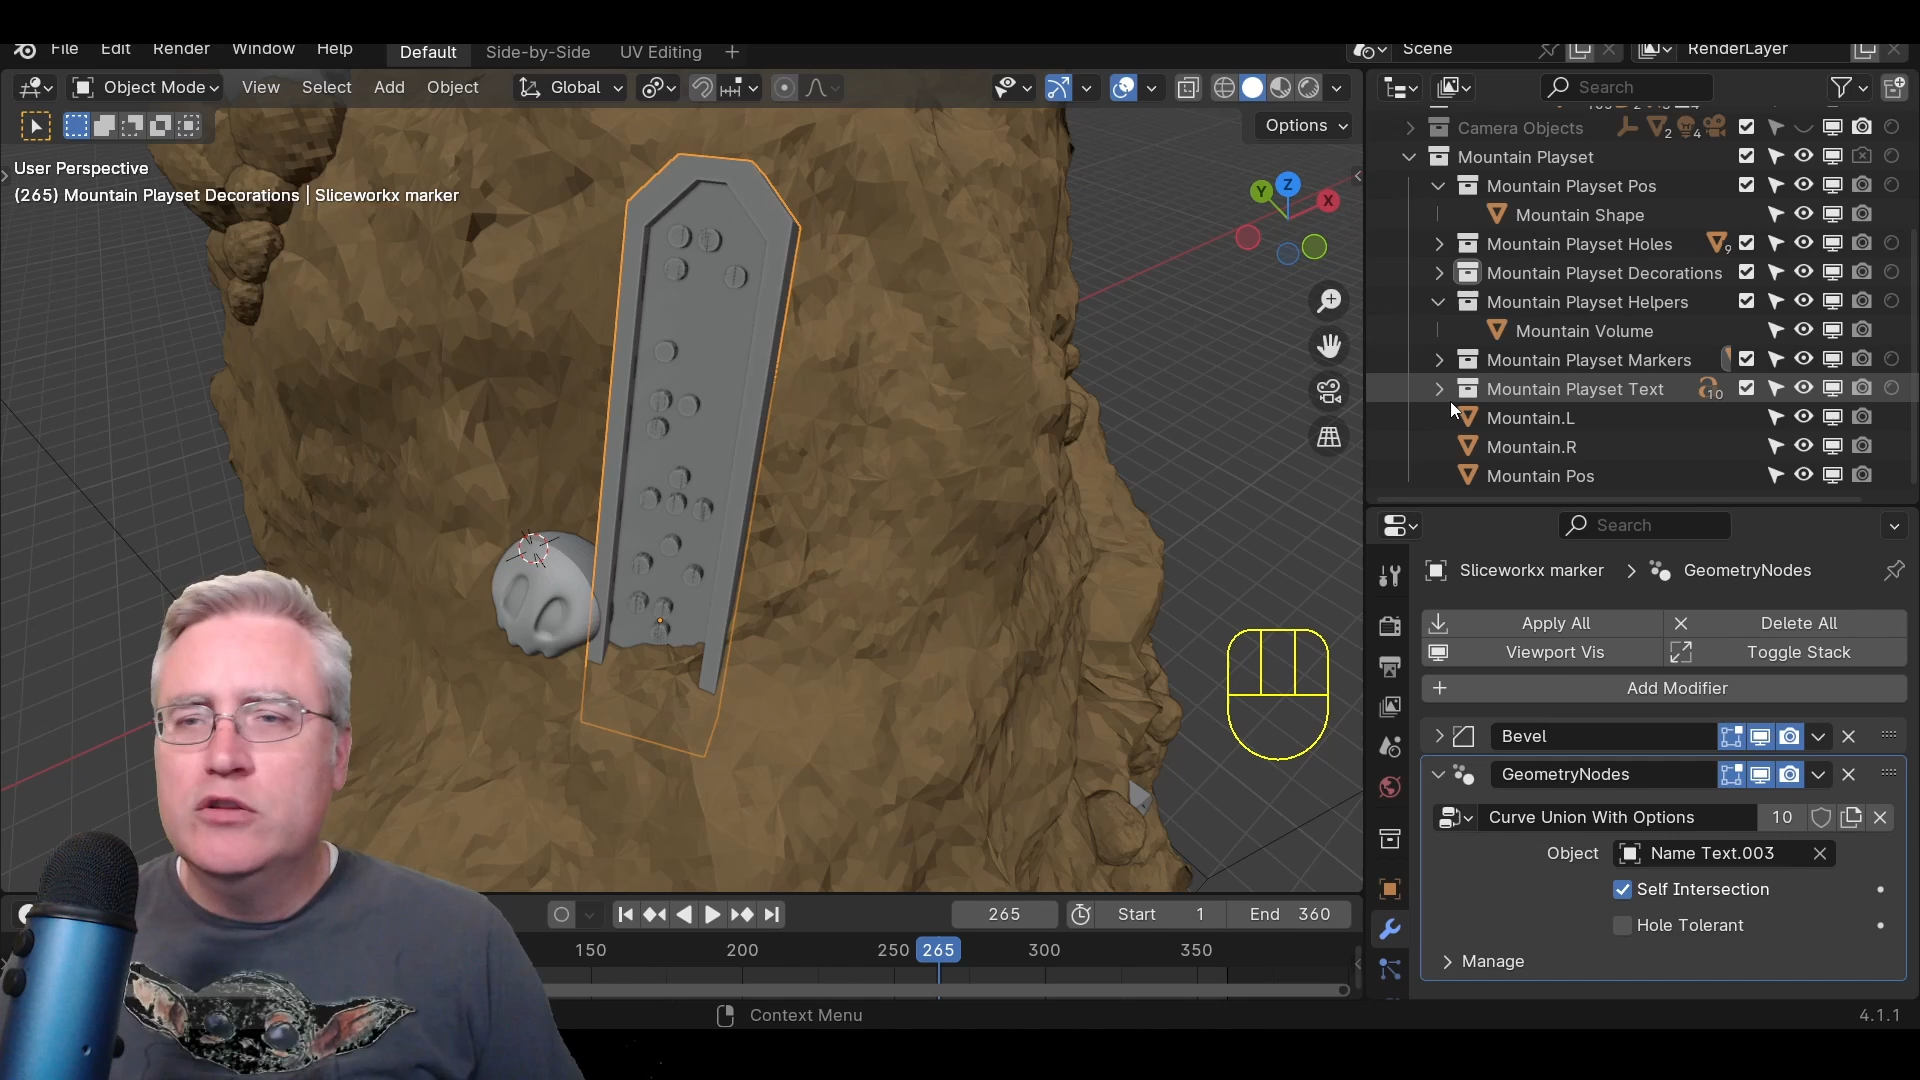 File Edit Render Window Help Default Side-by-Side UV Editing + Scene RenderLayer
Object Mode View Select Add Object Global Search
Options
User Perspective
(265) Mountain Playset Decorations | Sliceworkx marker
Z
Y
X
Camera Objects 2 4
Mountain Playset
Mountain Playset Pos
Mountain Shape
Mountain Playset Holes 9
Mountain Playset Decorations
Mountain Playset Helpers
Mountain Volume
Mountain Playset Markers
Mountain Playset Text 10
Mountain.L
Mountain.R
Mountain Pos
Search
Sliceworkx marker > GeometryNodes
Apply All Delete All
Viewport Vis Toggle Stack
Add Modifier
Bevel
GeometryNodes
Curve Union With Options 10
Object Name Text.003
Self Intersection
Hole Tolerant
Manage
265 Start 1 End 360
150 200 250 265 300 350
Context Menu 4.1.1